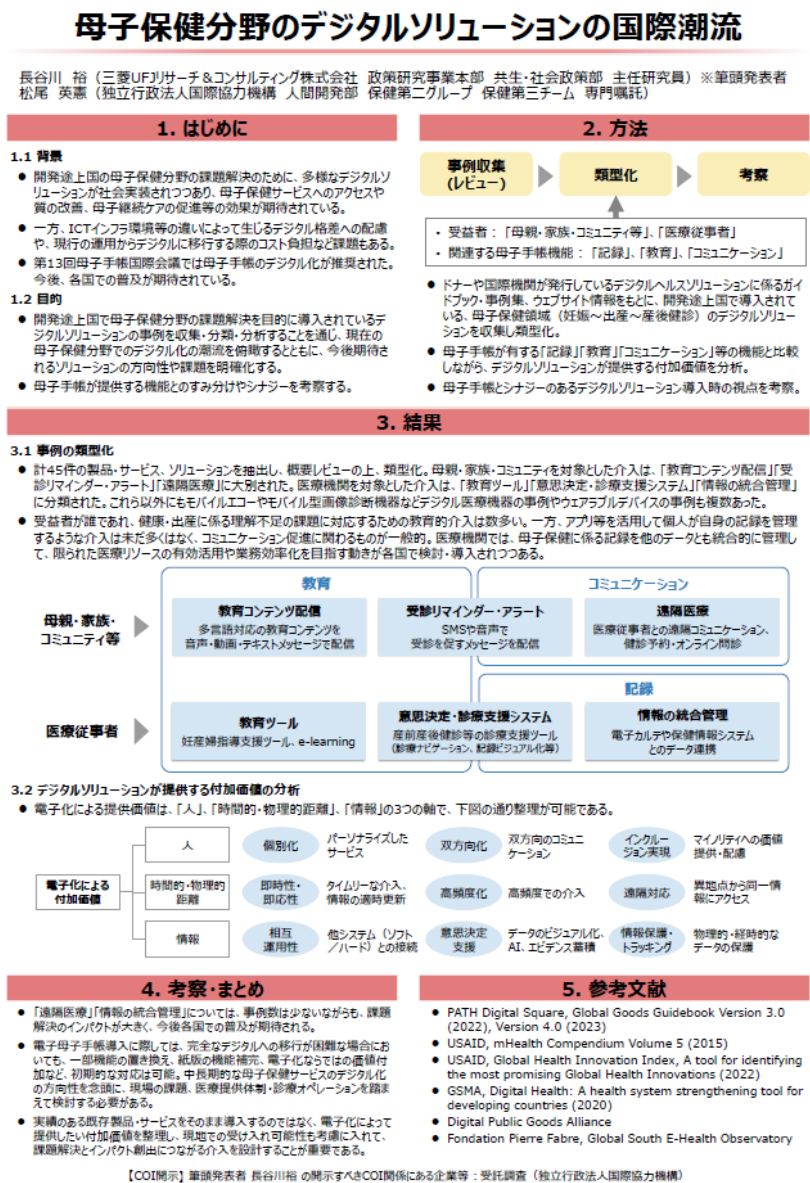 母子保健分野のデジタルソリューションの国際潮流
長谷川 裕（三菱UFJリサーチ＆コンサルティング株式会社 政策研究事業本部 共生・社会政策部 主任研究員）※筆頭発表者
松尾 英憲（独立行政法人国際協力機構 人間開発部 保健第二グループ 保健第三チーム 専門嘱託）
1. はじめに
1.1 背景
● 開発途上国の母子保健分野の課題解決のために、多様なデジタルソ
リューションが社会実装されつつあり、母子保健サービスへのアクセスや
質の改善、母子継続ケアの促進等の効果が期待されている。
● 一方、ICTインフラ環境等の違いによって生じるデジタル格差への配慮
や、現行の運用からデジタルに移行する際のコスト負担など課題もある。
● 第13回母子手帳国際会議では母子手帳のデジタル化が推奨された。
今後、各国での普及が期待されている。
1.2 目的
● 開発途上国で母子保健分野の課題解決を目的に導入されているデ
ジタルソリューションの事例を収集・分類・分析することを通じ、現在の
母子保健分野でのデジタル化の潮流を俯瞰するとともに、今後期待さ
れるソリューションの方向性や課題を明確化する。
● 母子手帳が提供する機能とのすみ分けやシナジーを考察する。
2. 方法
事例収集
(レビュー)
類型化
考察
・ 受益者：「母親・家族・コミュニティ等」、「医療従事者」
・ 関連する母子手帳機能：「記録」、「教育」、「コミュニケーション」
● ドナーや国際機関が発行しているデジタルヘルスソリューションに係るガイ
ドブック・事例集、ウェブサイト情報をもとに、開発途上国で導入されて
いる、母子保健領域（妊娠～出産～産後健診）のデジタルソリュー
ションを収集し類型化。
● 母子手帳が有する「記録」「教育」「コミュニケーション」等の機能と比較
しながら、デジタルソリューションが提供する付加価値を分析。
● 母子手帳とシナジーのあるデジタルソリューション導入時の視点を考察。
3. 結果
3.1 事例の類型化
● 計45件の製品・サービス、ソリューションを抽出し、概要レビューの上、類型化。母親・家族・コミュニティを対象とした介入は、「教育コンテンツ配信」「受
診リマインダー・アラート」「遠隔医療」に大別された。医療機関を対象とした介入は、「教育ツール」「意思決定・診療支援システム」「情報の統合管理」
に分類された。これら以外にもモバイルエコーやモバイル型画像診断機器などデジタル医療機器の事例やウェアラブルデバイスの事例も複数あった。
● 受益者が誰であれ、健康・出産に係る理解不足の課題に対応するための教育的介入は数多い。一方、アプリ等を活用して個人が自身の記録を管理
するような介入は未だ多くはなく、コミュニケーション促進に関わるものが一般的。医療機関では、母子保健に係る記録を他のデータとも統合的に管理し
て、限られた医療リソースの有効活用や業務効率化を目指す動きが各国で検討・導入されつつある。
教育
コミュニケーション
母親・家族・
コミュニティ等
教育コンテンツ配信
多言語対応の教育コンテンツを
音声・動画・テキストメッセージで配信
受診リマインダー・アラート
SMSや音声で
受診を促すメッセージを配信
遠隔医療
医療従事者との遠隔コミュニケーション、
健診予約・オンライン問診
記録
医療従事者
教育ツール
妊産婦指導支援ツール、e-learning
意思決定・診療支援システム
産前産後健診等の診療支援ツール
(診療ナビゲーション、記録ビジュアル化等)
情報の統合管理
電子カルテや保健情報システム
とのデータ連携
3.2 デジタルソリューションが提供する付加価値の分析
● 電子化による提供価値は、「人」、「時間的・物理的距離」、「情報」の3つの軸で、下図の通り整理が可能である。
電子化による
付加価値
人
個別化
パーソナライズした
サービス
双方向化
双方向のコミュニ
ケーション
インクルー
ジョン実現
マイノリティへの価値
提供・配慮
時間的・物理的
距離
即時性・
即応性
タイムリーな介入、
情報の適時更新
高頻度化
高頻度での介入
遠隔対応
異地点から同一情
報にアクセス
情報
相互
運用性
他システム（ソフト
／ハード）との接続
意思決定
支援
データのビジュアル化、
AI、エビデンス蓄積
情報保護・
トラッキング
物理的・経時的な
データの保護
4. 考察・まとめ
● 「遠隔医療」「情報の統合管理」については、事例数は少ないながらも、課題
解決のインパクトが大きく、今後各国での普及が期待される。
● 電子母子手帳導入に際しては、完全なデジタルへの移行が困難な場合にお
いても、一部機能の置き換え、紙版の機能補完、電子化ならではの価値付
加など、初期的な対応は可能。中長期的な母子保健サービスのデジタル化
の方向性を念頭に、現場の課題、医療提供体制・診療オペレーションを踏ま
えて検討する必要がある。
● 実績のある既存製品・サービスをそのまま導入するのではなく、電子化によって
提供したい付加価値を整理し、現地での受け入れ可能性も考慮に入れて、
課題解決とインパクト創出につながる介入を設計することが重要である。
5. 参考文献
● PATH Digital Square, Global Goods Guidebook Version 3.0
(2022), Version 4.0 (2023)
● USAID, mHealth Compendium Volume 5 (2015)
● USAID, Global Health Innovation Index, A tool for identifying
the most promising Global Health Innovations (2022)
● GSMA, Digital Health: A health system strengthening tool for
developing countries (2020)
● Digital Public Goods Alliance
● Fondation Pierre Fabre, Global South E-Health Observatory
【COI開示】筆頭発表者 長谷川裕 の開示すべきCOI関係にある企業等：受託調査（独立行政法人国際協力機構）